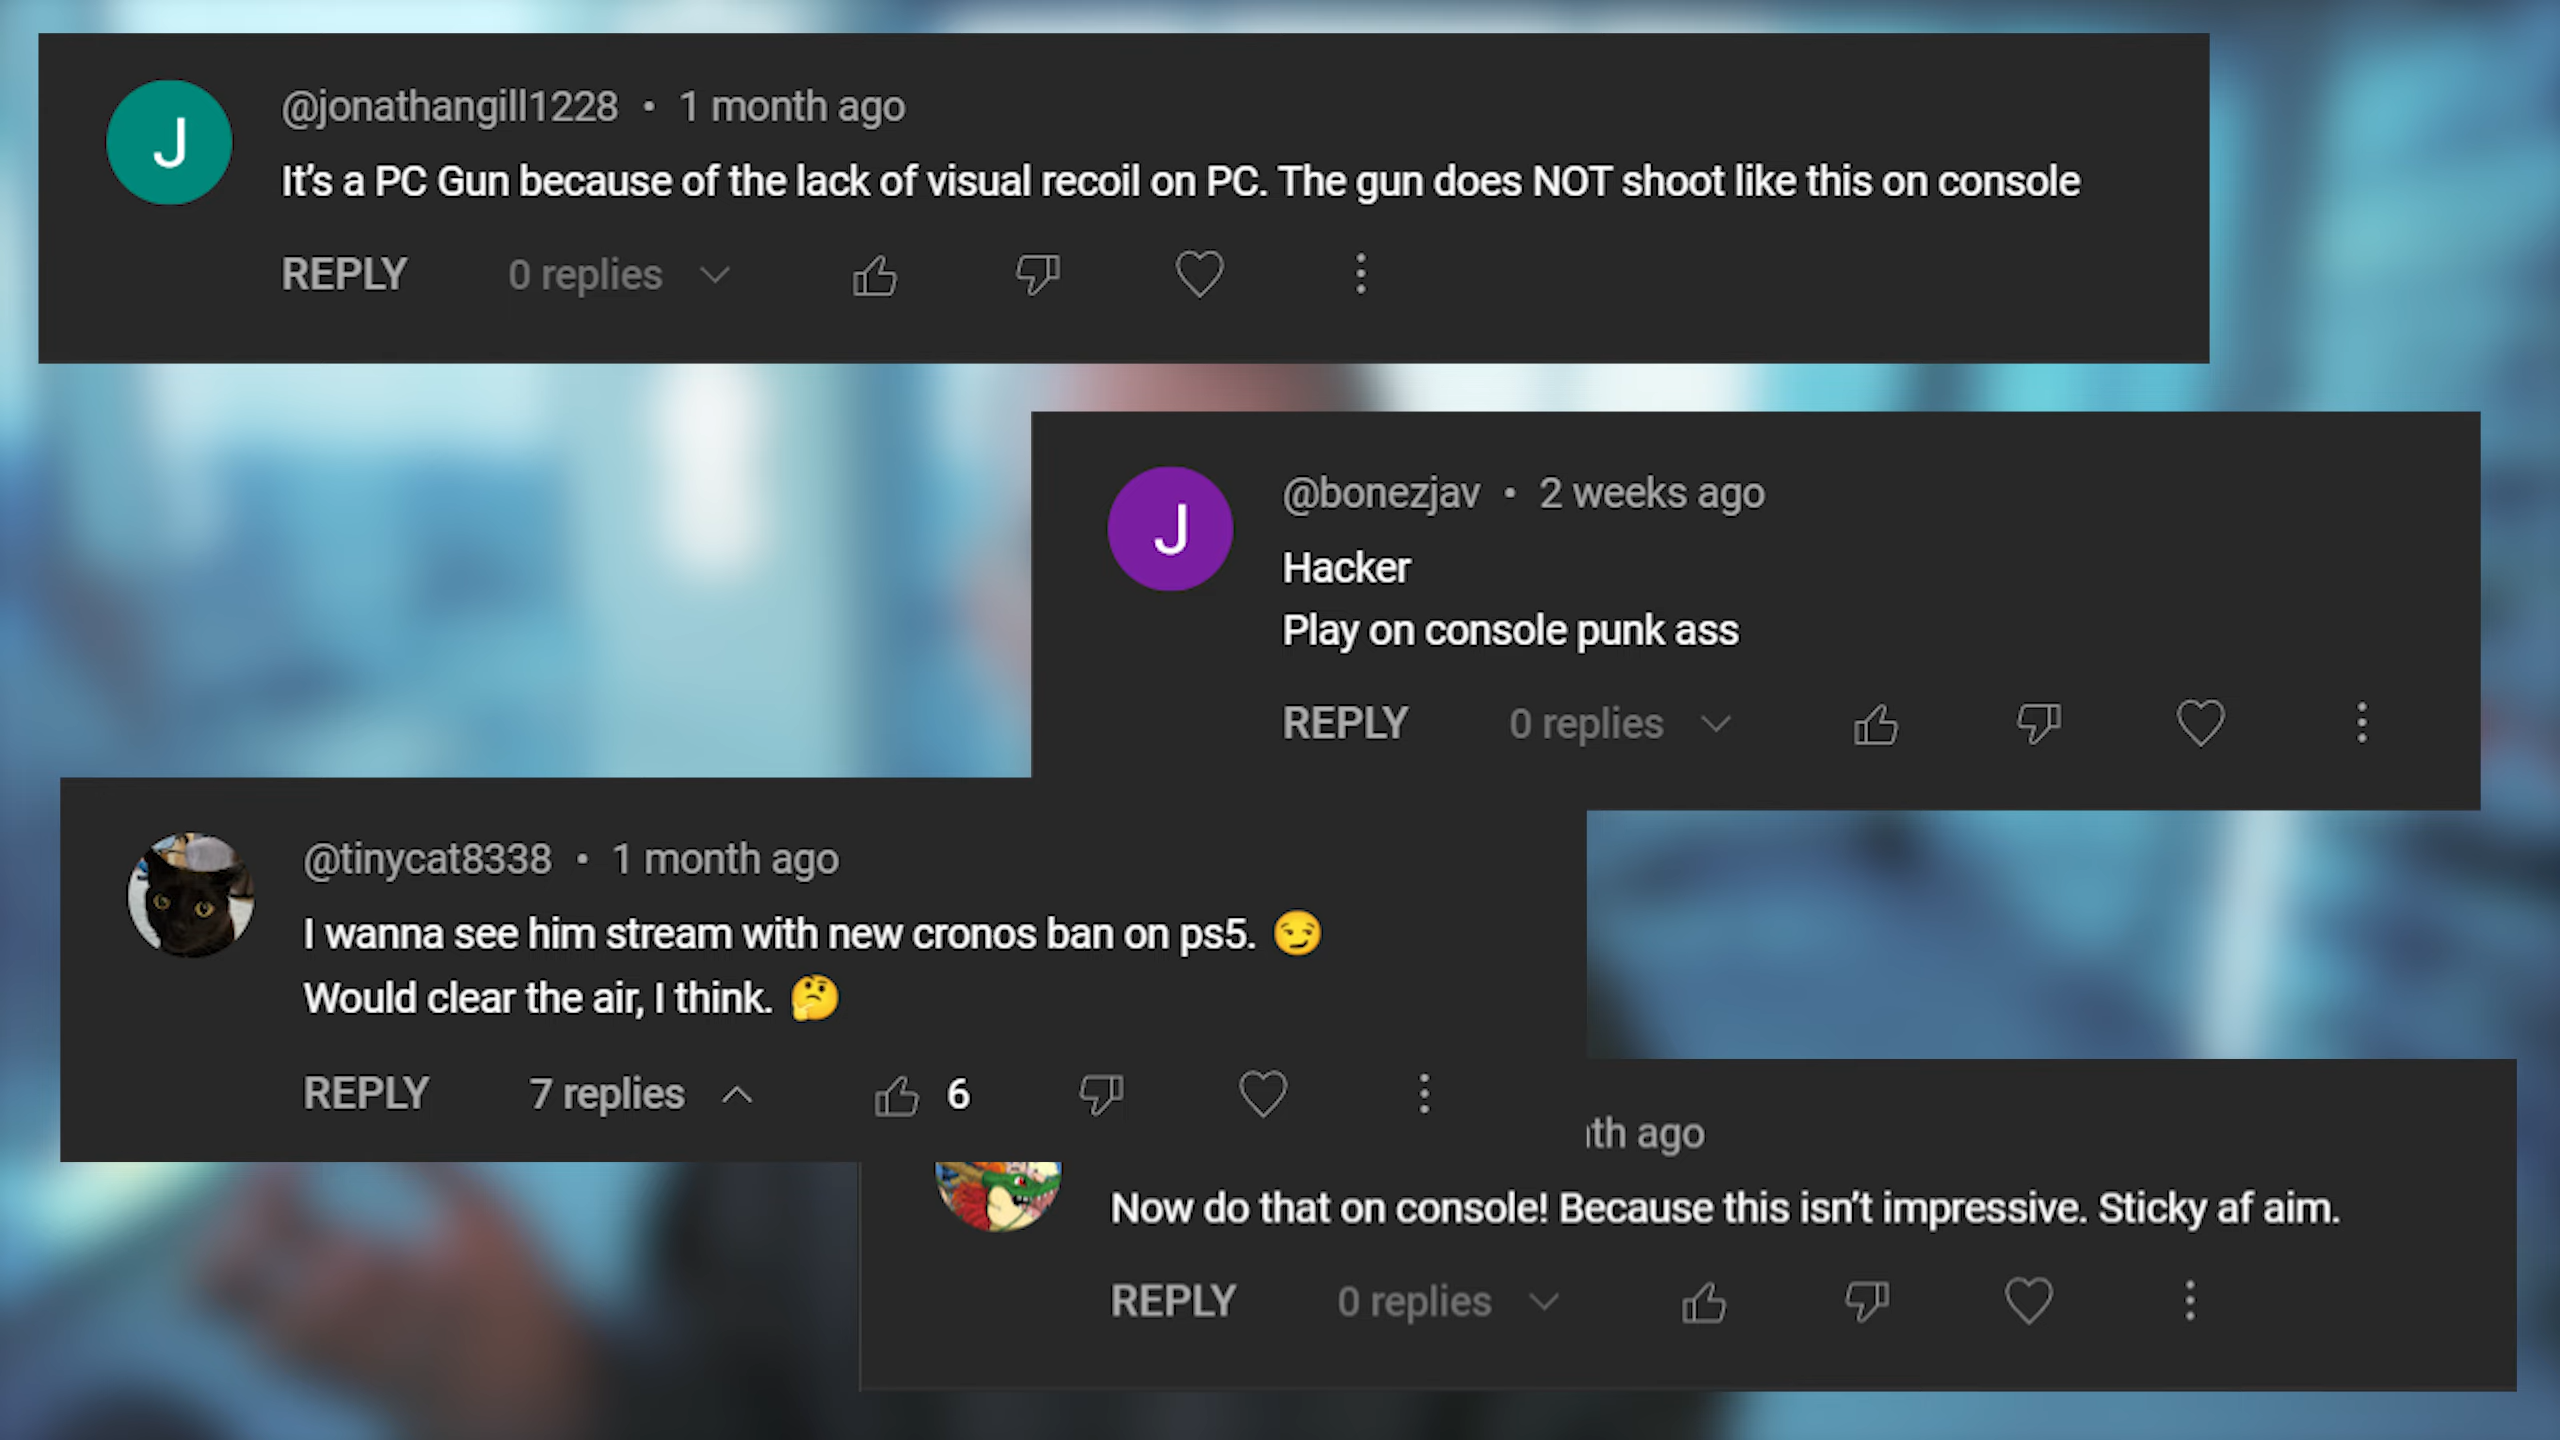 @jonathangill1228 • 1 month ago
It's a PC Gun because of the lack of visual recoil on PC. The gun does NOT shoot like this on console
REPLY 0 replies
@bonezjav • 2 weeks ago
Hacker
Play on console punk ass
REPLY 0 replies
@tinycat8338 • 1 month ago
I wanna see him stream with new cronos ban on ps5. 😏
Would clear the air, I think. 🤔
REPLY 7 replies 6
ago
Now do that on console! Because this isn't impressive. Sticky af aim.
REPLY 0 replies